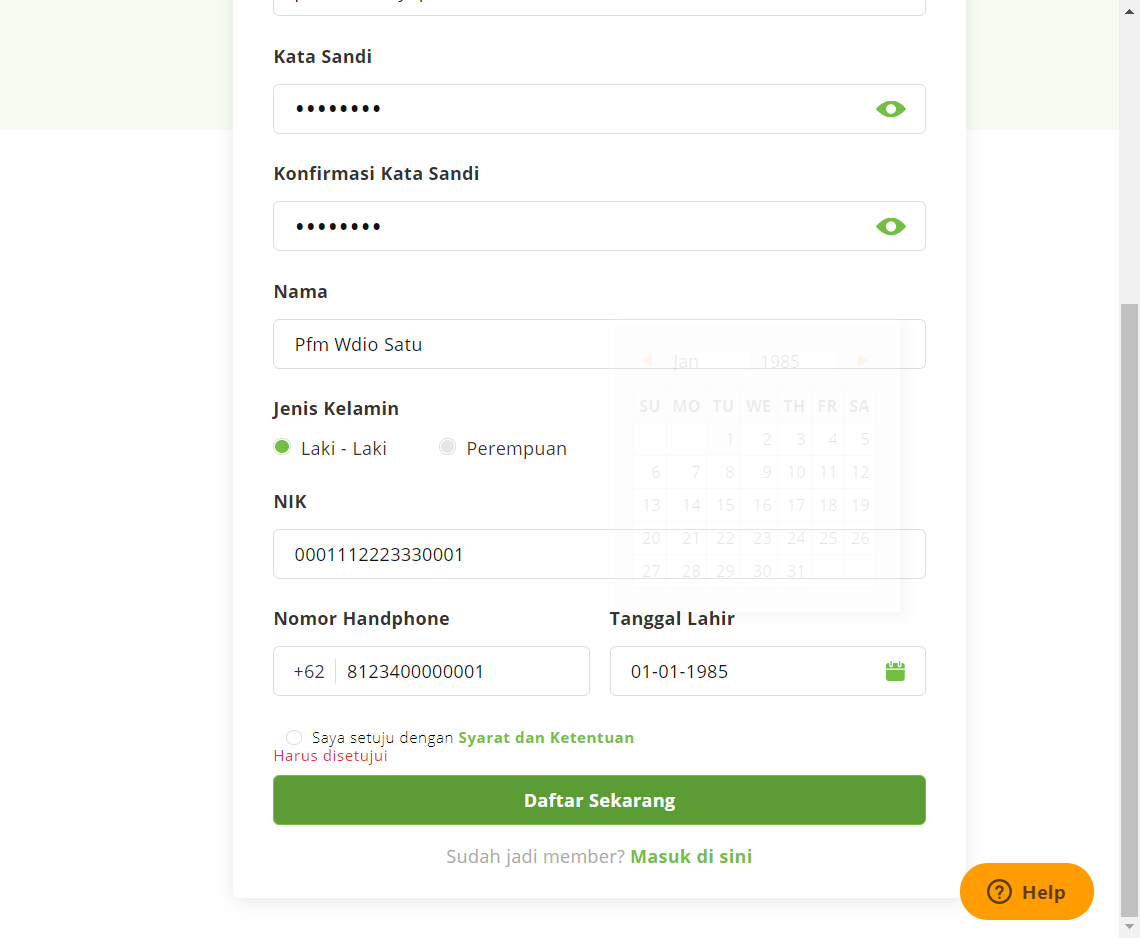 Kata Sandi
••••••••
Konfirmasi Kata Sandi
••••••••
Nama
Pfm Wdio Satu
Jan 1985
Jenis Kelamin
SU MO TU WE TH FR SA
Laki - Laki Perempuan
1 2 3 4 5
6 7 8 9 10 11 12
NIK
13 14 15 16 17 18 19
0001112223330001
20 21 22 23 24 25 26
27 28 29 30 31
Nomor Handphone Tanggal Lahir
+62 8123400000001 01-01-1985
Saya setuju dengan Syarat dan Ketentuan
Harus disetujui
Daftar Sekarang
Sudah jadi member? Masuk di sini
? Help